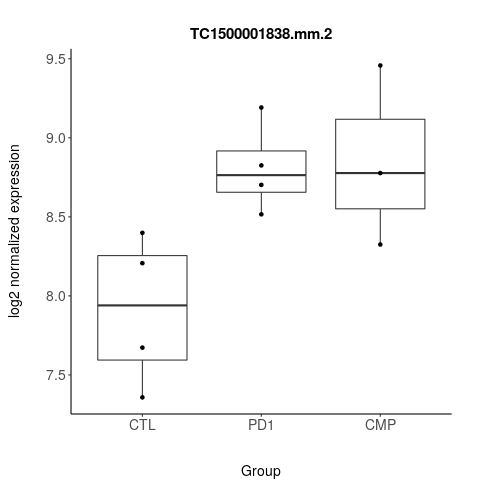 TC1500001838.mm.2
log2 normalized expression
9.5
9.0
8.5
8.0
7.5
CTL PD1 CMP
Group